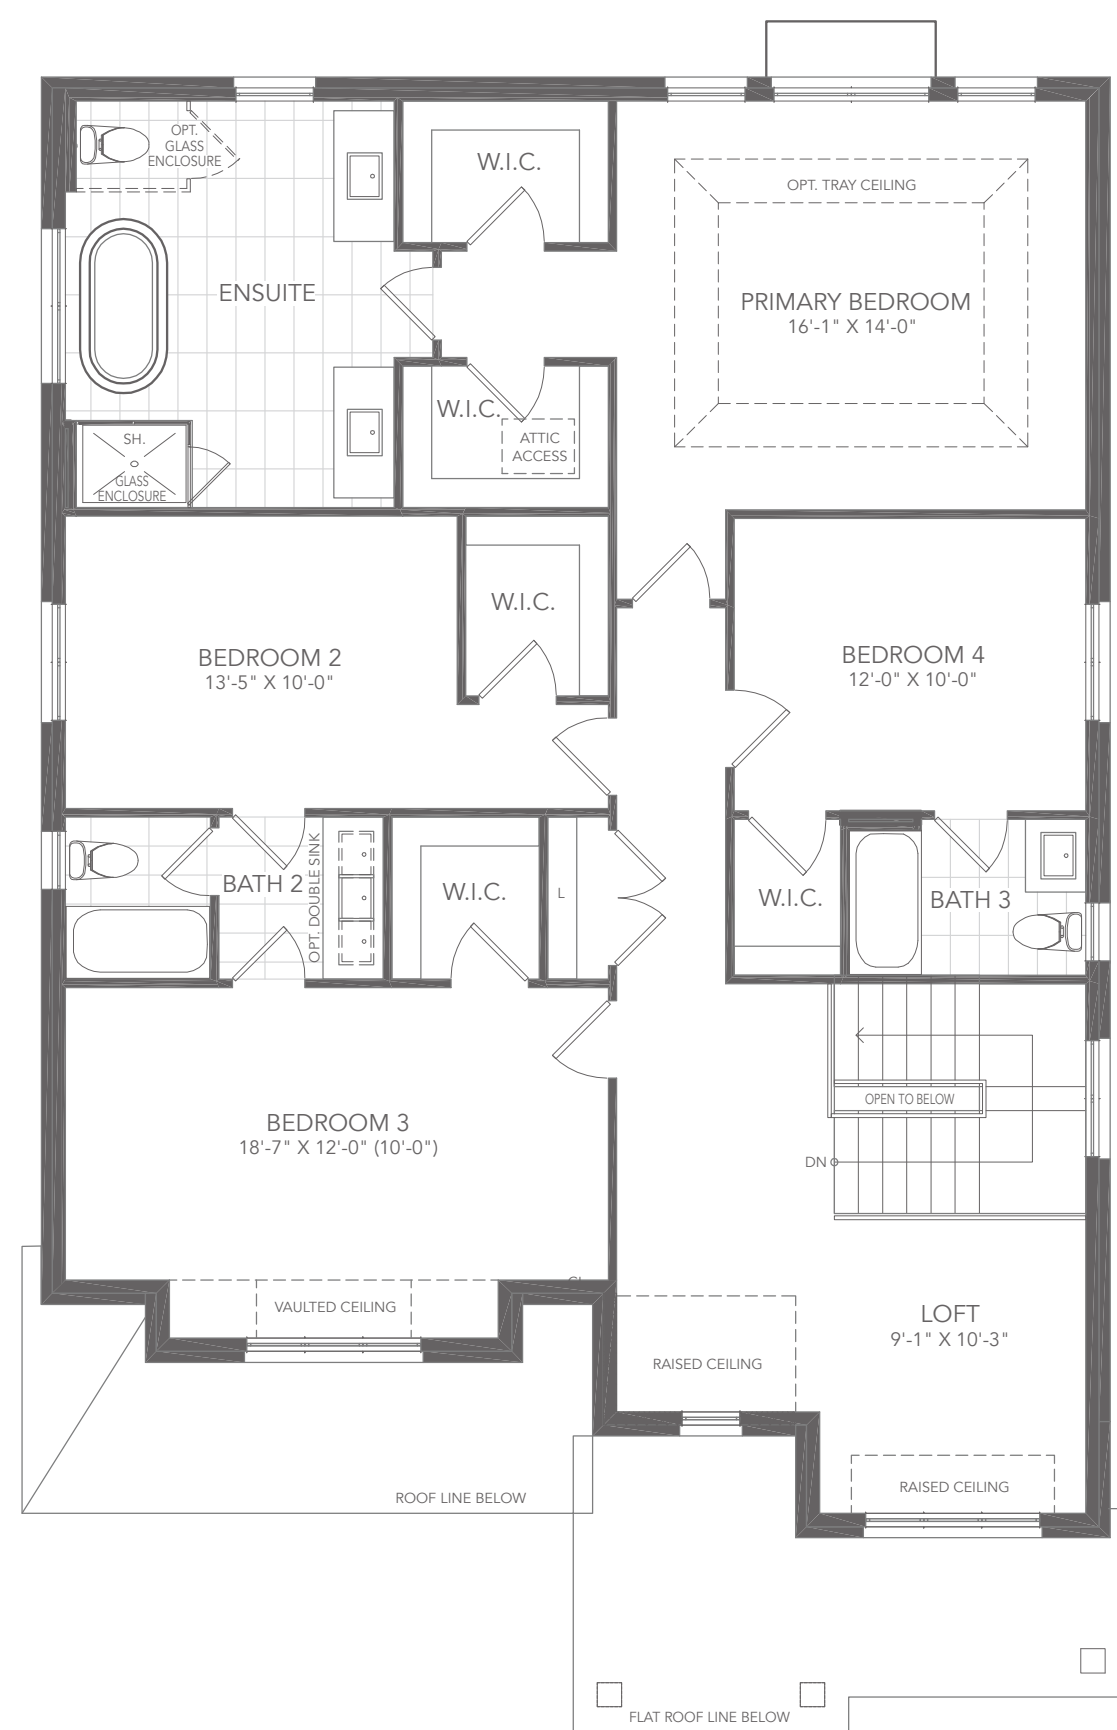 OPT.
GLASS
ENCLOSURE
W.I.C.
OPT. TRAY CEILING
ENSUITE
PRIMARY BEDROOM
16'-1" X 14'-0"
W.I.C.
ATTIC
ACCESS
SH.
GLASS
ENCLOSURE
W.I.C.
BEDROOM 2
13'-5" X 10'-0"
BEDROOM 4
12'-0" X 10'-0"
BATH 2
OPT. DOUBLE SINK
W.I.C.
L
W.I.C.
BATH 3
OPEN TO BELOW
BEDROOM 3
18'-7" X 12'-0" (10'-0")
DN
VAULTED CEILING
LOFT
9'-1" X 10'-3"
RAISED CEILING
RAISED CEILING
ROOF LINE BELOW
FLAT ROOF LINE BELOW